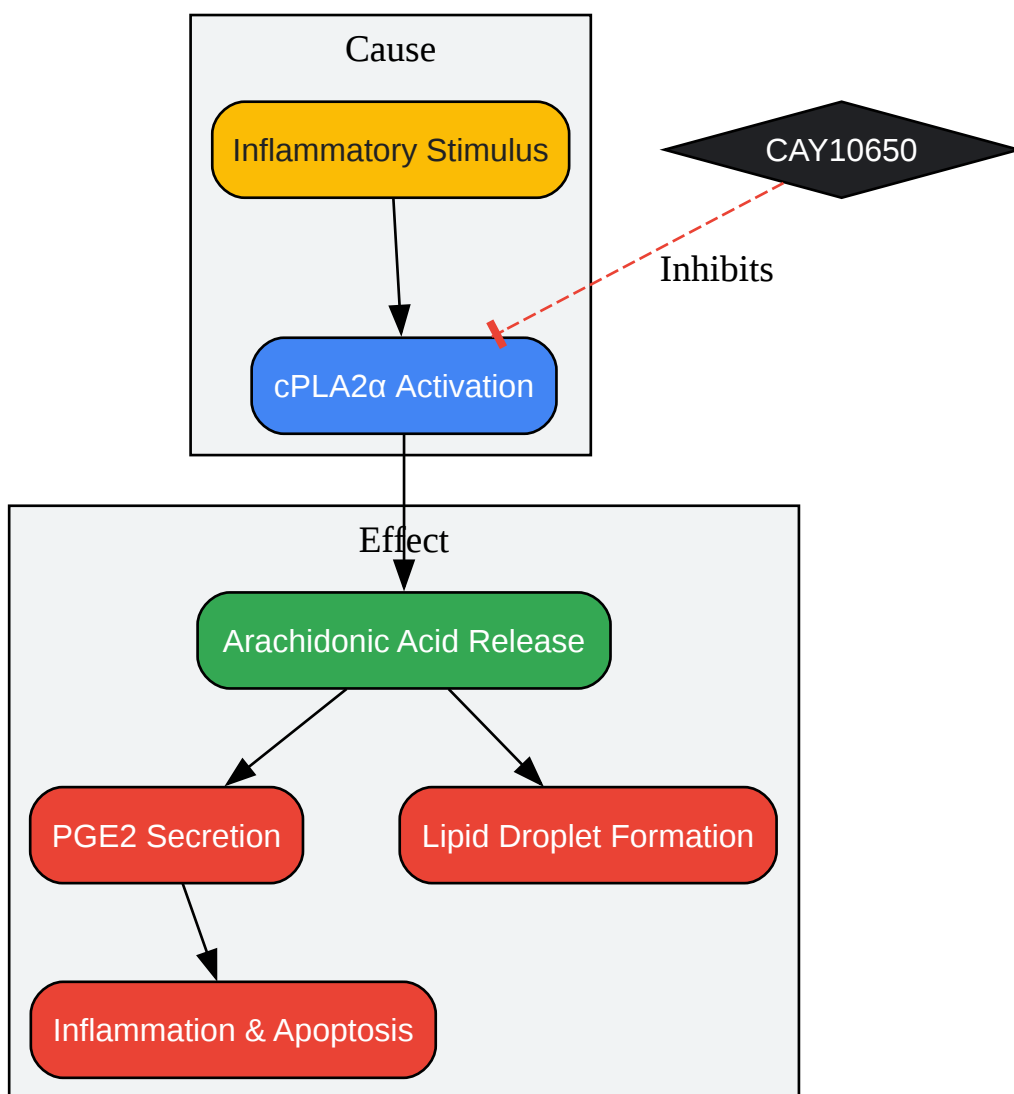 Cause
Inflammatory Stimulus
CAY10650
Inhibits
cPLA2α Activation
Effect
Arachidonic Acid Release
PGE2 Secretion
Lipid Droplet Formation
Inflammation & Apoptosis